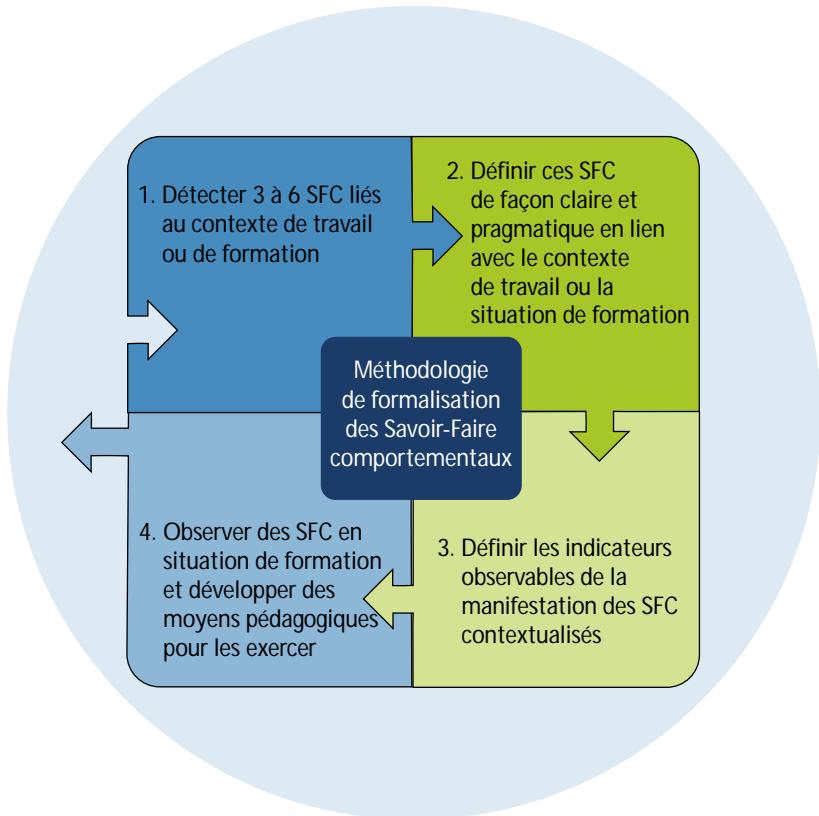 1. Détecter 3 à 6 SFC liés
au contexte de travail
ou de formation
2. Définir ces SFC
de façon claire et
pragmatique en lien
avec le contexte
de travail ou la
situation de formation
Méthodologie
de formalisation
des Savoir-Faire
comportementaux
3. Définir les indicateurs
observables de la
manifestation des SFC
contextualisés
4. Observer des SFC en
situation de formation
et développer des
moyens pédagogiques
pour les exercer